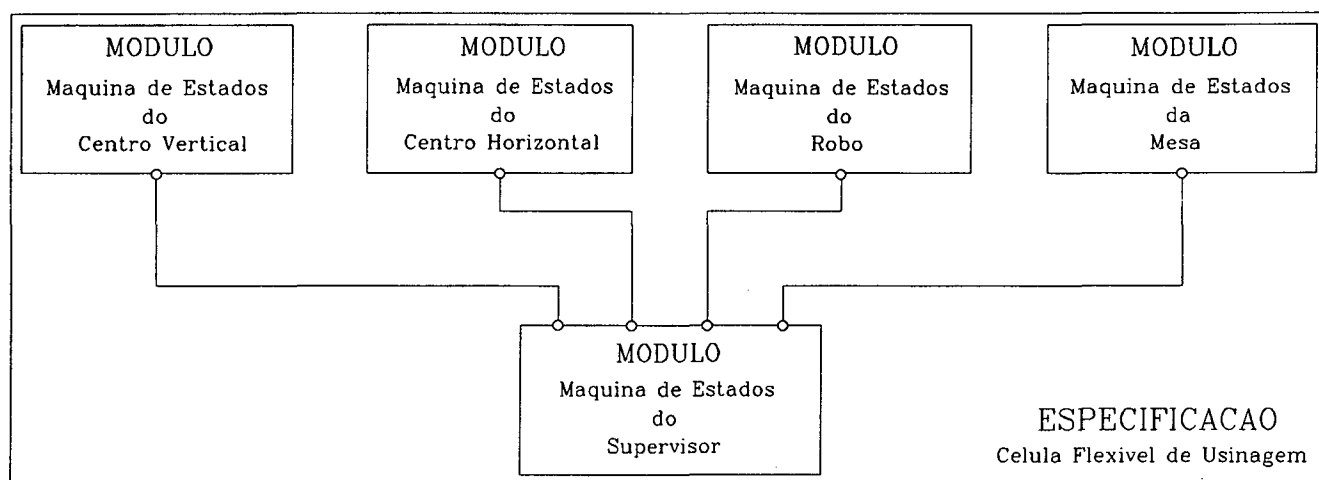 MODULO
Maquina de Estados
do
Centro Vertical
MODULO
Maquina de Estados
do
Centro Horizontal
MODULO
Maquina de Estados
do
Robo
MODULO
Maquina de Estados
da
Mesa
MODULO
Maquina de Estados
do
Supervisor
ESPECIFICACAO
Celula Flexivel de Usinagem